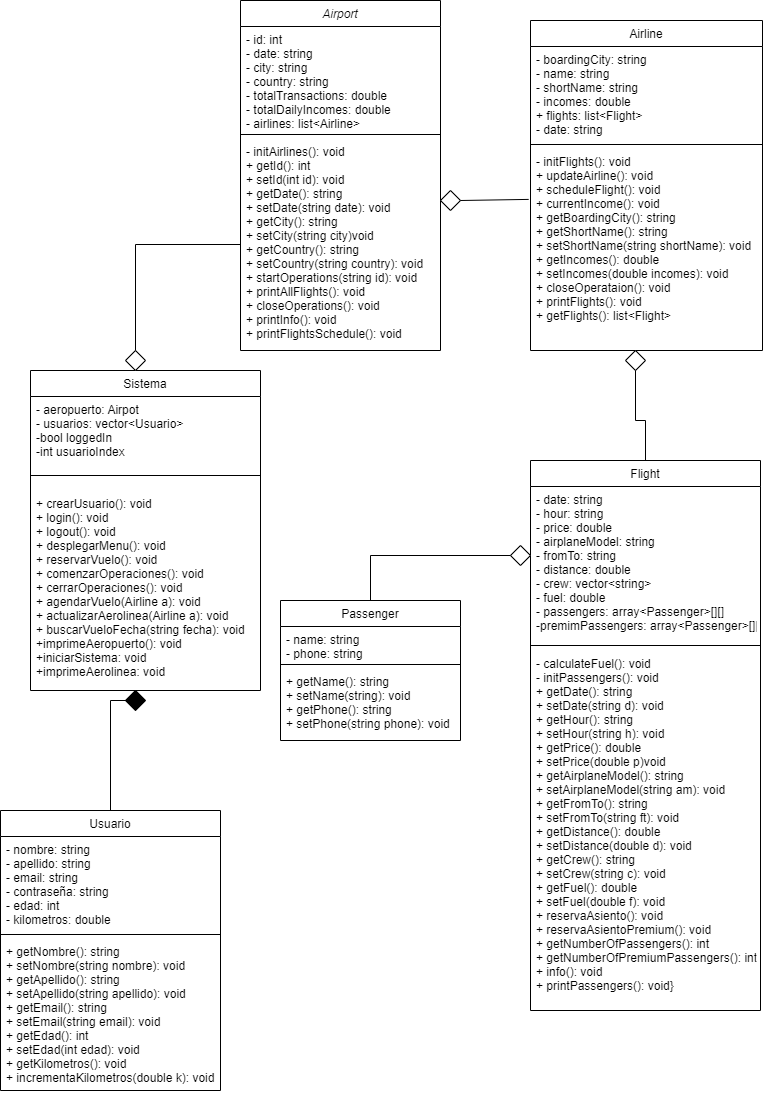 Airport
- id: int
- date: string
- city: string
- country: string
- totalTransactions: double
- totalDailyIncomes: double
- airlines: list<Airline>
- initAirlines(): void
+ getId(): int
+ setId(int id): void
+ getDate(): string
+ setDate(string date): void
+ getCity(): string
+ setCity(string city)void
+ getCountry(): string
+ setCountry(string country): void
+ startOperations(string id): void
+ printAllFlights(): void
+ closeOperations(): void
+ printInfo(): void
+ printFlightsSchedule(): void
Airline
- boardingCity: string
- name: string
- shortName: string
- incomes: double
+ flights: list<Flight>
- date: string
- initFlights(): void
+ updateAirline(): void
+ scheduleFlight(): void
+ currentIncome(): void
+ getBoardingCity(): string
+ getShortName(): string
+ setShortName(string shortName): void
+ getIncomes(): double
+ setIncomes(double incomes): void
+ closeOperataion(): void
+ printFlights(): void
+ getFlights(): list<Flight>
Sistema
- aeropuerto: Airpot
- usuarios: vector<Usuario>
-bool loggedIn
-int usuarioIndex
+ crearUsuario(): void
+ login(): void
+ logout(): void
+ desplegarMenu(): void
+ reservarVuelo(): void
+ comenzarOperaciones(): void
+ cerrarOperaciones(): void
+ agendarVuelo(Airline a): void
+ actualizarAerolinea(Airline a): void
+ buscarVueloFecha(string fecha): void
+imprimeAeropuerto(): void
+iniciarSistema: void
+imprimeAerolinea: void
Passenger
- name: string
- phone: string
+ getName(): string
+ setName(string): void
+ getPhone(): string
+ setPhone(string phone): void
Flight
- date: string
- hour: string
- price: double
- airplaneModel: string
- fromTo: string
- distance: double
- crew: vector<string>
- fuel: double
- passengers: array<Passenger>[][]
-premimPassengers: array<Passenger>[][
- calculateFuel(): void
- initPassengers(): void
+ getDate(): string
+ setDate(string d): void
+ getHour(): string
+ setHour(string h): void
+ getPrice(): double
+ setPrice(double p)void
+ getAirplaneModel(): string
+ setAirplaneModel(string am): void
+ getFromTo(): string
+ setFromTo(string ft): void
+ getDistance(): double
+ setDistance(double d): void
+ getCrew(): string
+ setCrew(string c): void
+ getFuel(): double
+ setFuel(double f): void
+ reservaAsiento(): void
+ reservaAsientoPremium(): void
+ getNumberOfPassengers(): int
+ getNumberOfPremiumPassengers(): int
+ info(): void
+ printPassengers(): void}
Usuario
- nombre: string
- apellido: string
- email: string
- contraseña: string
- edad: int
- kilometros: double
+ getNombre(): string
+ setNombre(string nombre): void
+ getApellido(): string
+ setApellido(string apellido): void
+ getEmail(): string
+ setEmail(string email): void
+ getEdad(): int
+ setEdad(int edad): void
+ getKilometros(): void
+ incrementaKilometros(double k): void